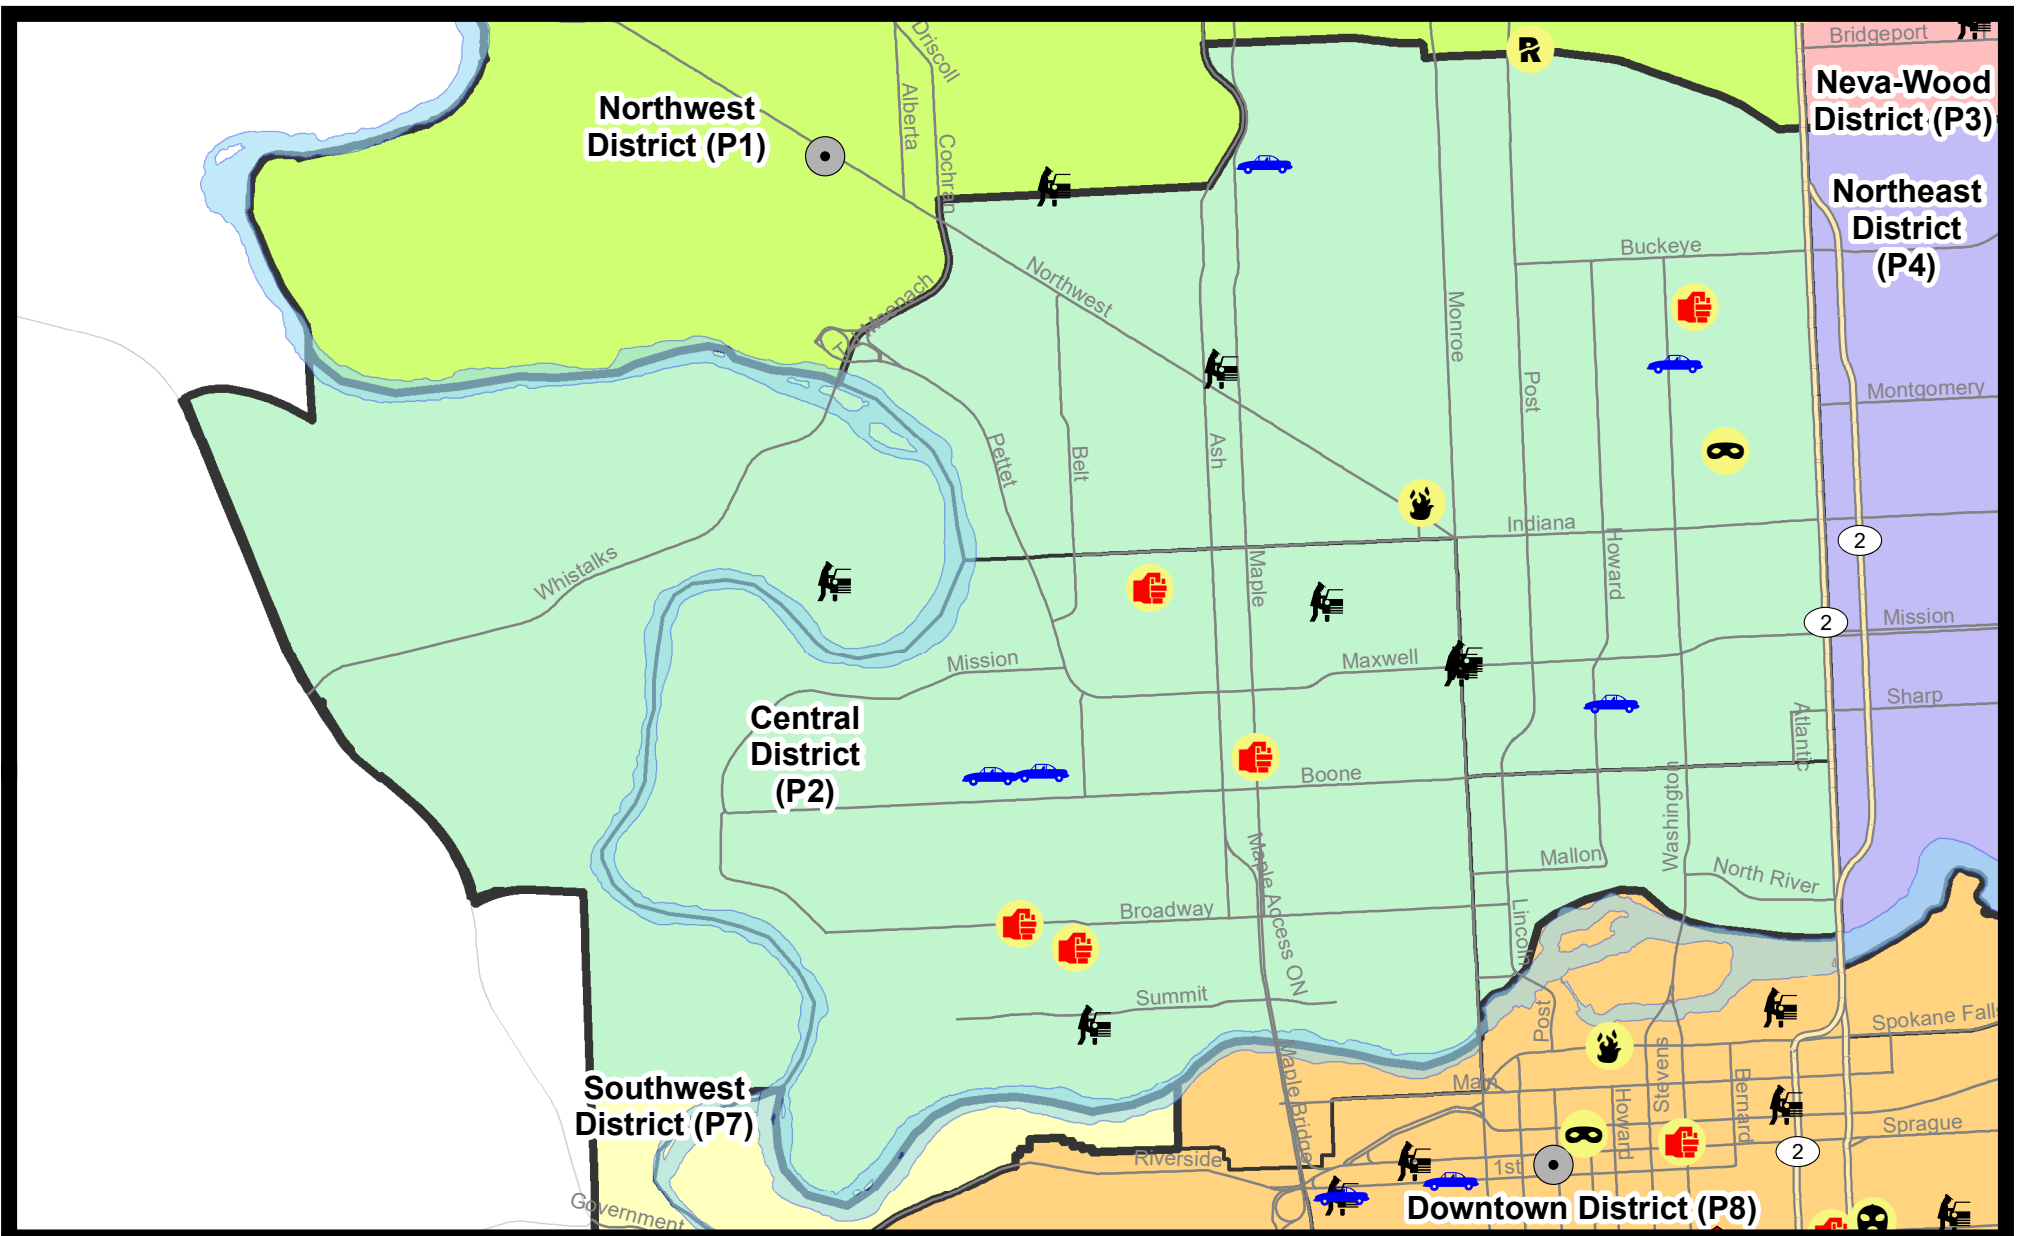 Bridgeport
Driscoll
Neva-Wood
District (P3)
Northwest
District (P1)
Alberta
Cochran
Northeast
District
(P4)
Buckeye
Northwest
Monroe
Post
Montgomery
Pettet
Belt
Ash
Indiana
2
Howard
Whistalks
Maple
2
Mission
Mission
Maxwell
Sharp
Atlantic
Central
District
(P2)
Boone
Washington
Mallon
North River
Maple Access ON
Broadway
Lincoln
Summit
Post
Spokane Falls
Stevens
Southwest
District (P7)
Main
Maple Bridge
Howard
Bernard
Sprague
2
Riverside
1st
Government
Downtown District (P8)
R